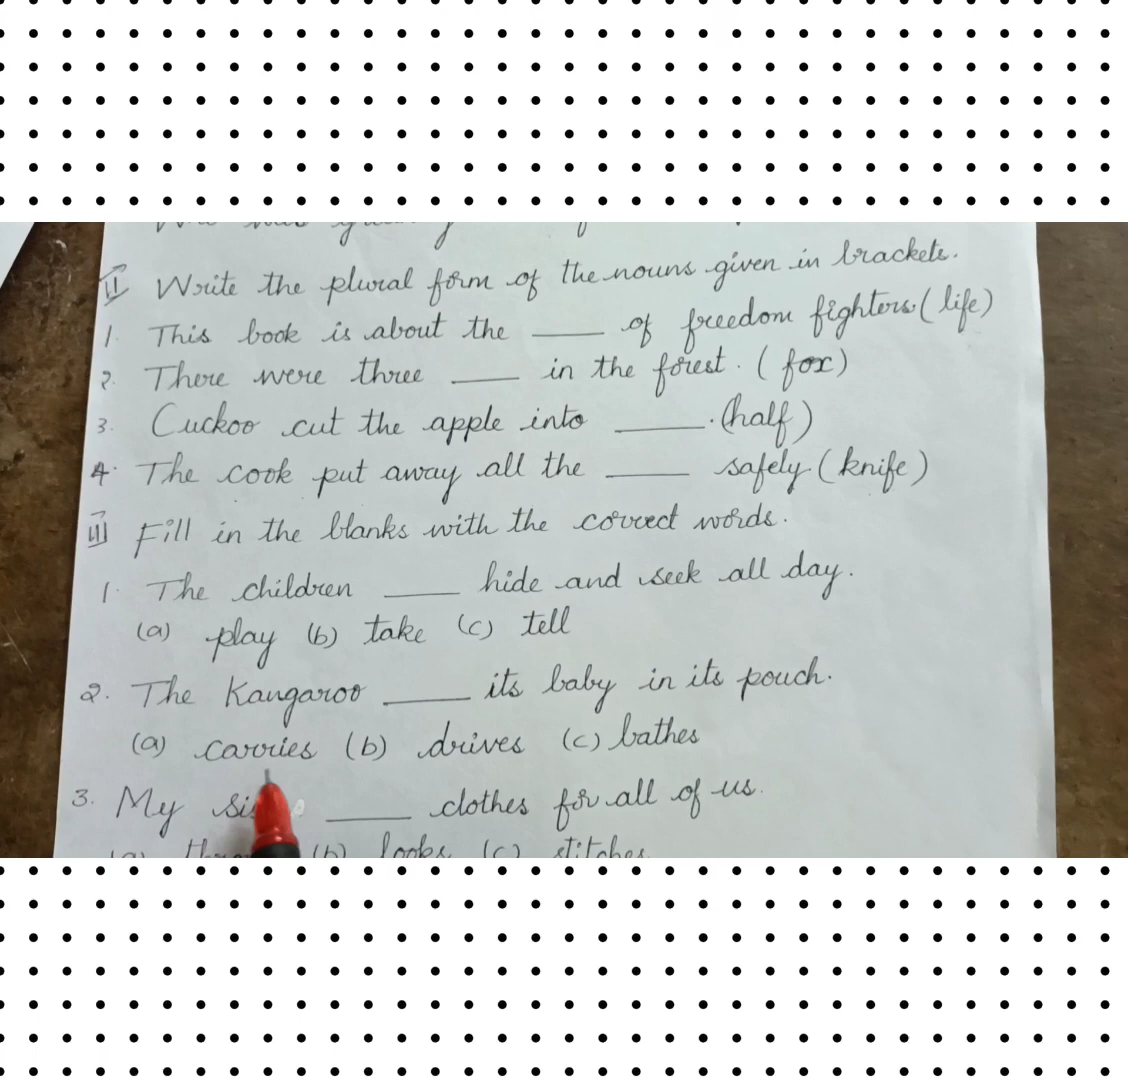 II Write the plural form of the nouns given in brackets.
1. This book is about the ____ of freedom fighters (life)
2. There were three ____ in the forest. (fox)
3. Cuckoo cut the apple into ____. (half)
4. The cook put away all the ____ safely (knife)
III Fill in the blanks with the correct words.
1. The children ____ hide and seek all day.
(a) play (b) take (c) tell
2. The Kangaroo ____ its baby in its pouch.
(a) carries (b) drives (c) bathes
3. My ____ clothes for all of us.
(b) looks (c) stitches